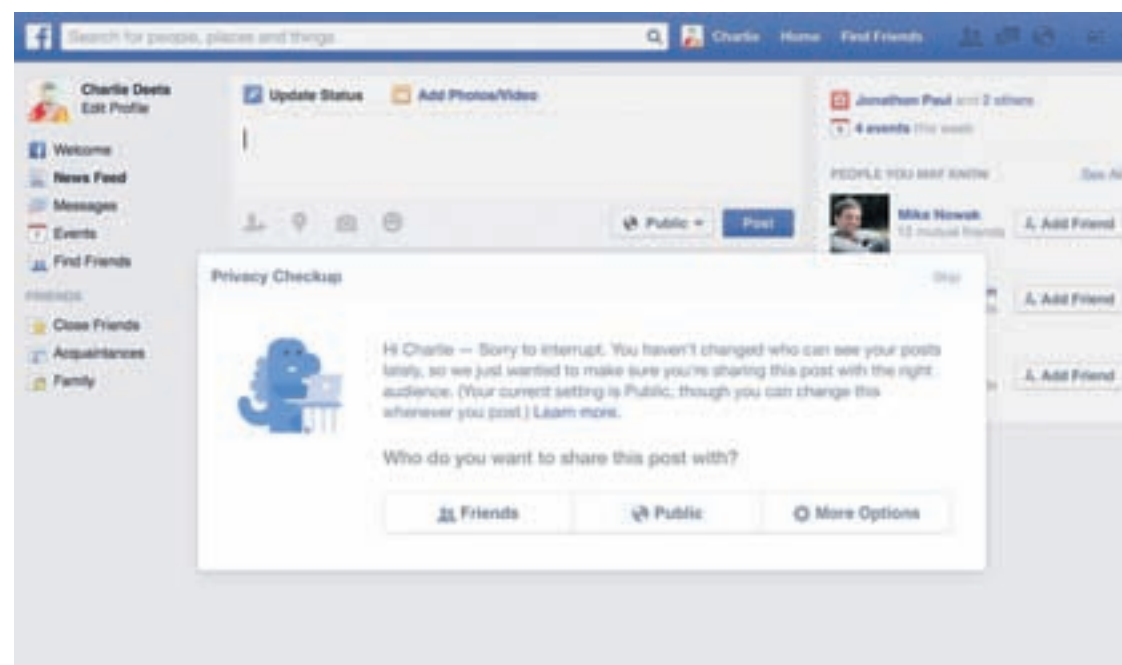 f
Search for people, places and things
Charlie Home Find Friends
Charlie Deets
Edit Profile
Welcome
News Feed
Messages
Events
Find Friends
FRIENDS
Close Friends
Acquaintances
Family
Update Status Add Photos/Video
Public Post
Privacy Checkup Skip
Hi Charlie — Sorry to interrupt. You haven't changed who can see your posts
lately, so we just wanted to make sure you're sharing this post with the right
audience. (Your current setting is Public, though you can change this
whenever you post.) Learn more.
Who do you want to share this post with?
Friends Public More Options
Jonathon Paul and 2 others
4 events this week
PEOPLE YOU MAY KNOW See
Mike Nowak
mutual friends
Add Friend
Add Friend
Add Friend